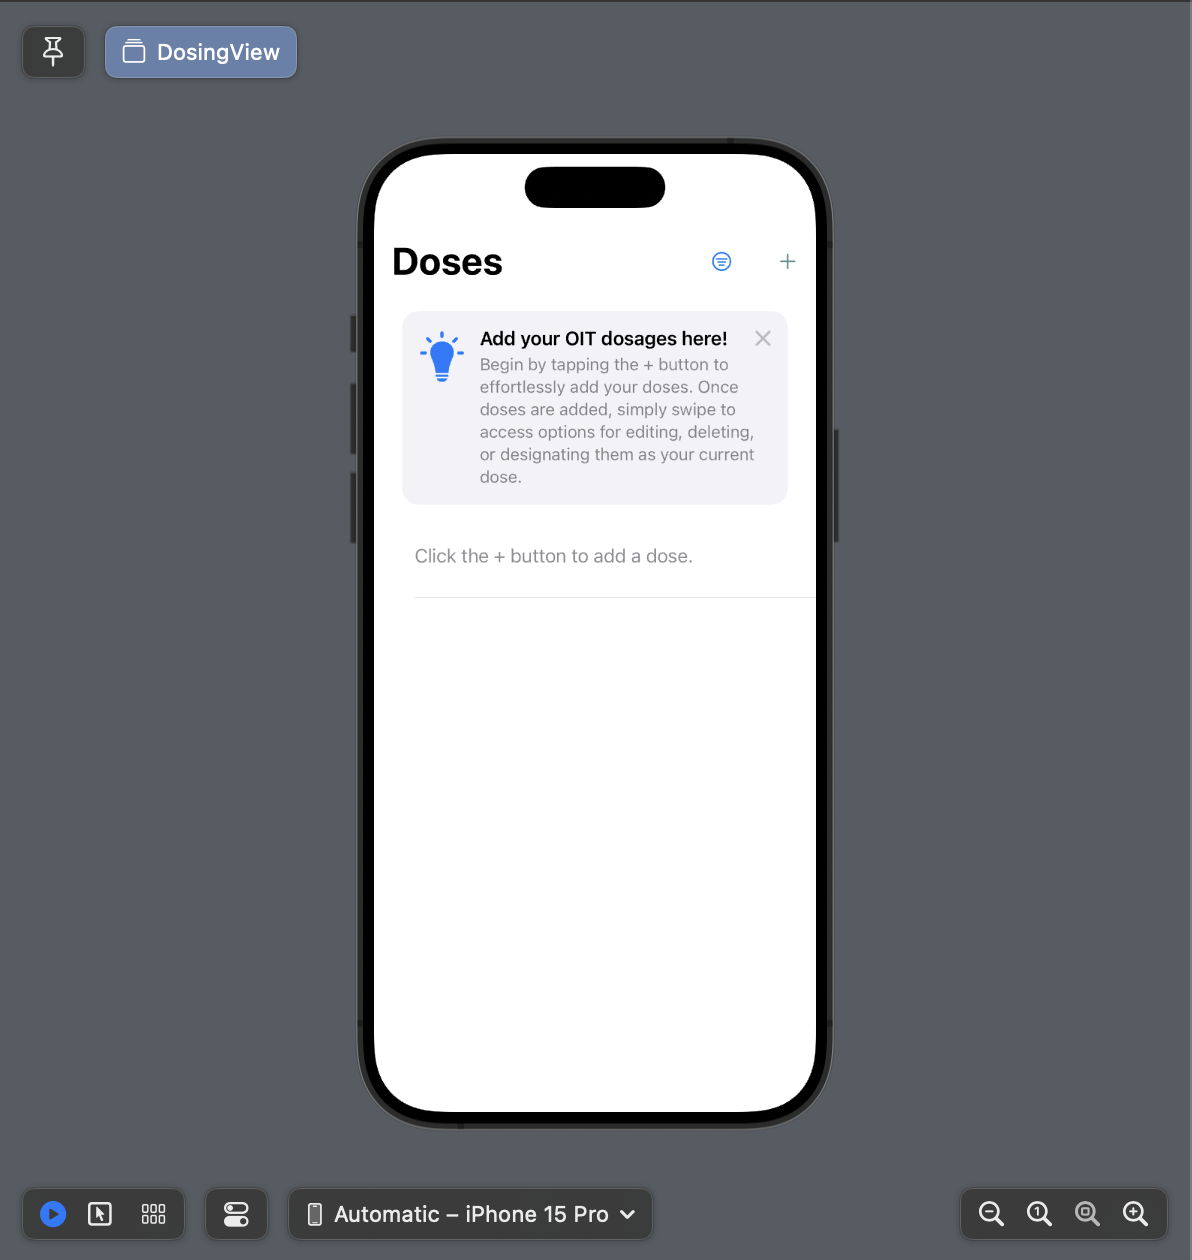 DosingView
Doses
Add your OIT dosages here!
Begin by tapping the + button to
effortlessly add your doses. Once
doses are added, simply swipe to
access options for editing, deleting,
or designating them as your current
dose.
Click the + button to add a dose.
Automatic – iPhone 15 Pro